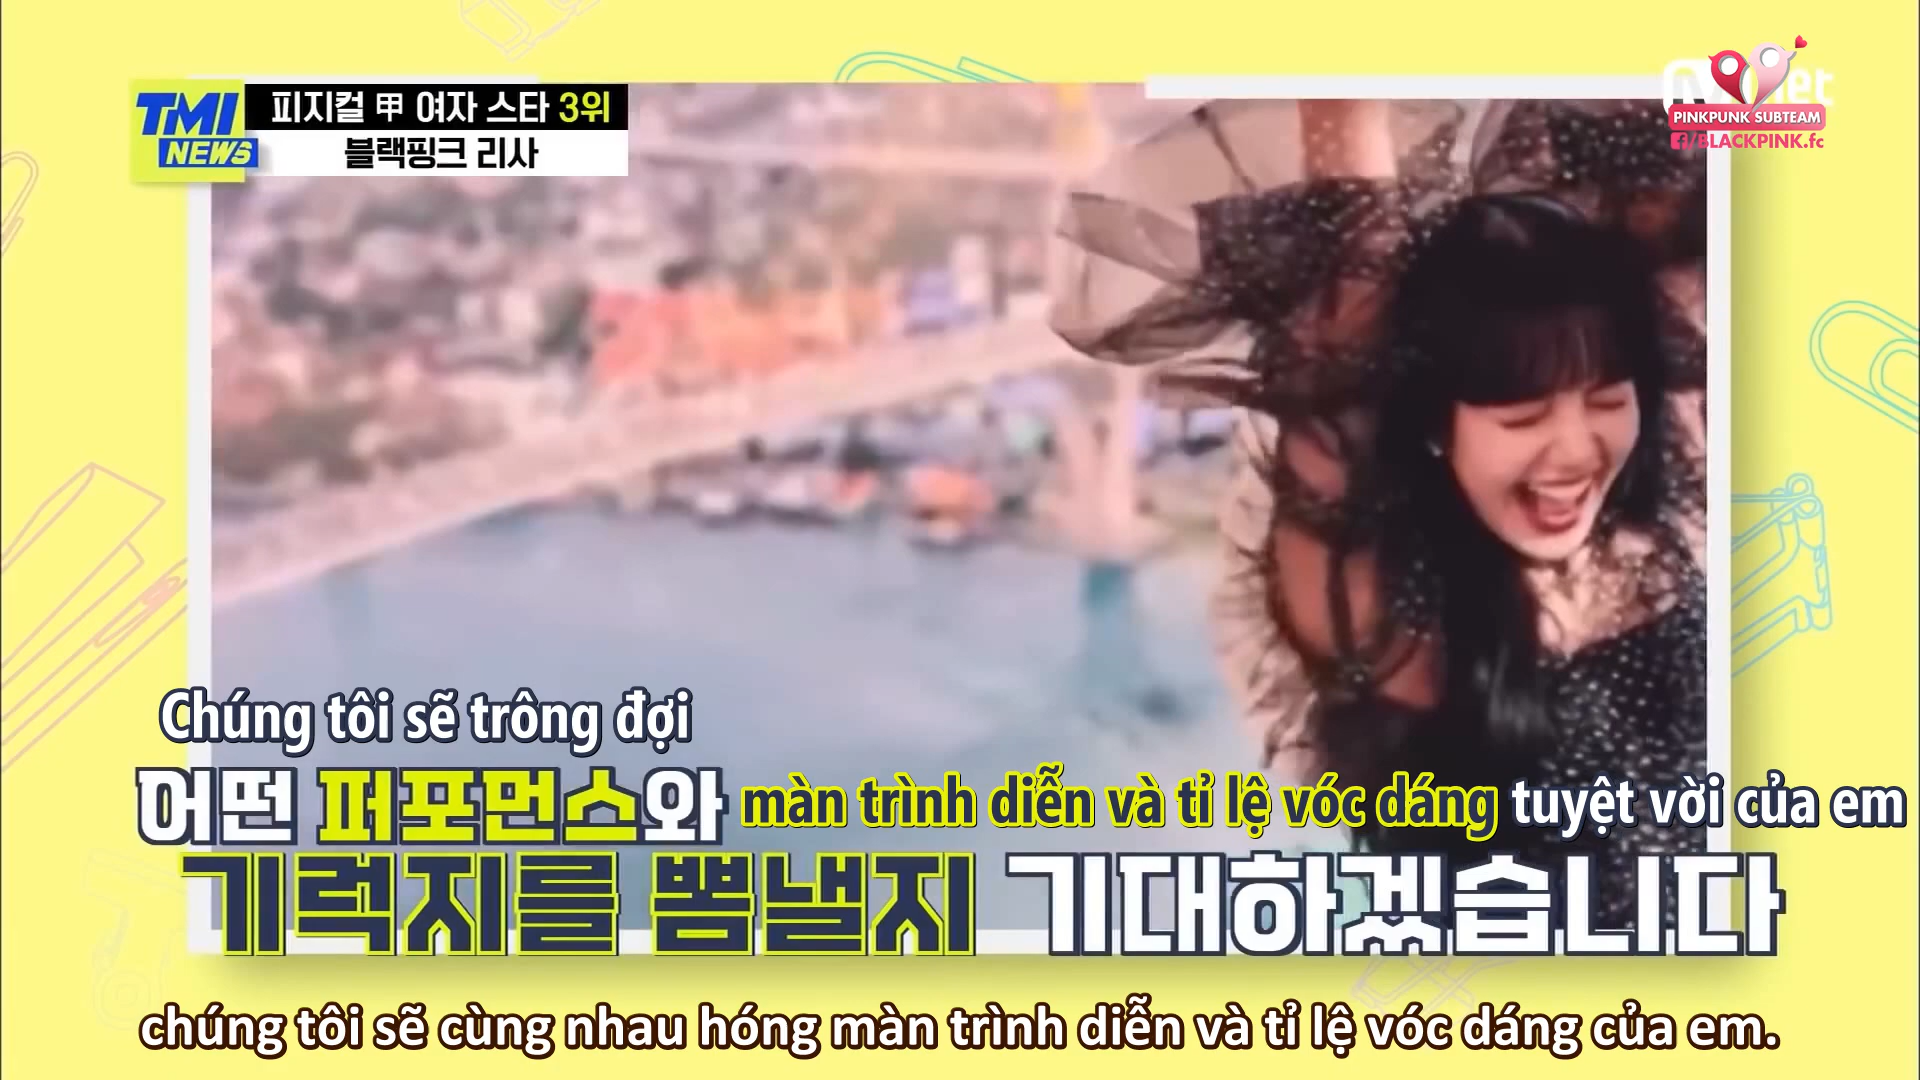 TMI
NEWS
피지컬 甲 여자 스타 3위
블랙핑크 리사
PINKPUNK SUBTEAM
/BLACKPINK.fc
Chúng tôi sẽ trông đợi
어떤 퍼포먼스와
màn trình diễn và tỉ lệ vóc dáng tuyệt vời của em
기럭지를 뽐낼지 기대하겠습니다
chúng tôi sẽ cùng nhau hóng màn trình diễn và tỉ lệ vóc dáng của em.